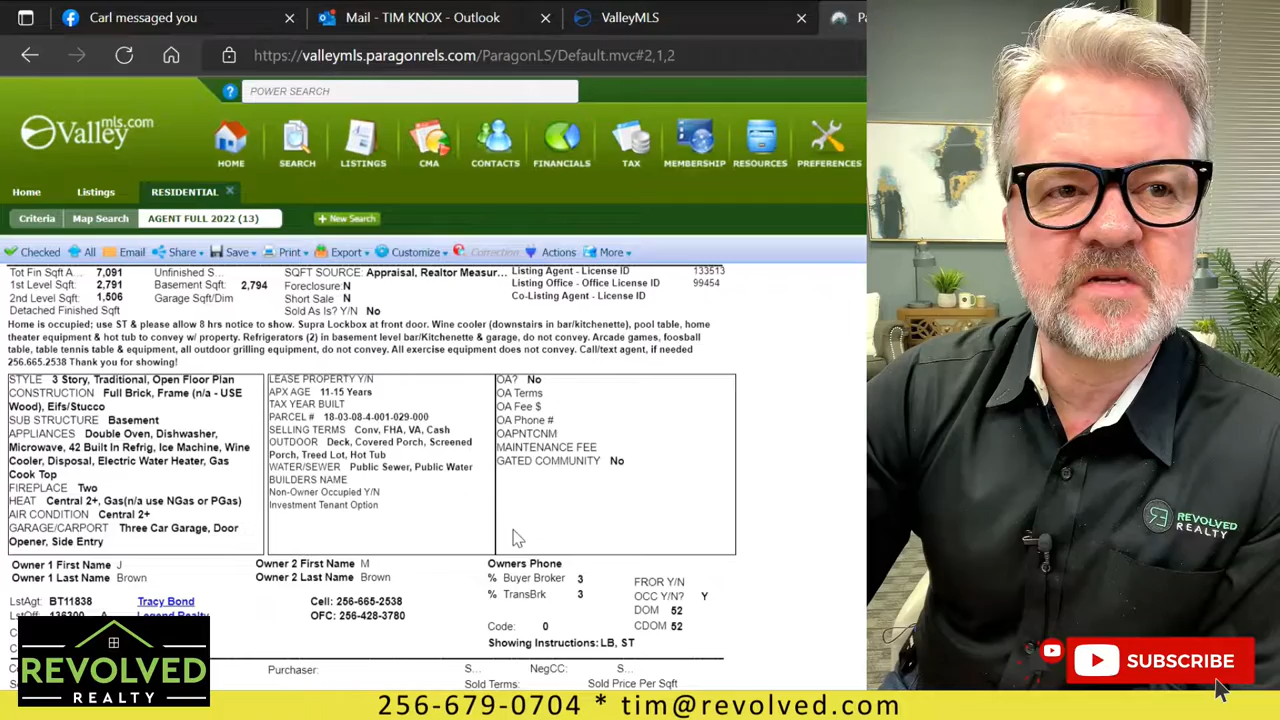 Carl messaged you
Mail - TIM KNOX - Outlook
ValleyMLS
https://valleymls.paragonrels.com/ParagonLS/Default.mvc#2,1,2
POWER SEARCH
Valley mls.com
HOME SEARCH LISTINGS CMA CONTACTS FINANCIALS TAX MEMBERSHIP RESOURCES PREFERENCES
Home Listings RESIDENTIAL
Criteria Map Search AGENT FULL 2022 (13) New Search
Checked All Email Share Save Print Export Customize Correction Actions More
Tot Fin Sqft A... 7,091 Unfinished S... SQFT SOURCE: Appraisal, Realtor Measur... Listing Agent - License ID 133513
1st Level Sqft: 2,791 Basement Sqft: 2,794 Foreclosure: N Listing Office - Office License ID 99454
2nd Level Sqft: 1,506 Garage Sqft/Dim Short Sale N Co-Listing Agent - License ID
Detached Finished Sqft Sold As Is? Y/N No
Home is occupied; use ST & please allow 8 hrs notice to show. Supra Lockbox at front door. Wine cooler (downstairs in bar/kitchenette), pool table, home
theater equipment & hot tub to convey w/ property. Refrigerators (2) in basement level bar/Kitchenette & garage, do not convey. Arcade games, foosball
table, table tennis table & equipment, all outdoor grilling equipment, do not convey. All exercise equipment does not convey. Call/text agent, if needed
256.665.2538 Thank you for showing!
STYLE 3 Story, Traditional, Open Floor Plan
CONSTRUCTION Full Brick, Frame (n/a - USE
Wood), Eifs/Stucco
SUB STRUCTURE Basement
APPLIANCES Double Oven, Dishwasher,
Microwave, 42 Built In Refrig, Ice Machine, Wine
Cooler, Disposal, Electric Water Heater, Gas
Cook Top
FIREPLACE Two
HEAT Central 2+, Gas(n/a use NGas or PGas)
AIR CONDITION Central 2+
GARAGE/CARPORT Three Car Garage, Door
Opener, Side Entry
LEASE PROPERTY Y/N
APX AGE 11-15 Years
TAX YEAR BUILT
PARCEL # 18-03-08-4-001-029-000
SELLING TERMS Conv, FHA, VA, Cash
OUTDOOR Deck, Covered Porch, Screened
Porch, Treed Lot, Hot Tub
WATER/SEWER Public Sewer, Public Water
BUILDERS NAME
Non-Owner Occupied Y/N
Investment Tenant Option
OA? No
OA Terms
OA Fee $
OA Phone #
OAPNTCNM
MAINTENANCE FEE
GATED COMMUNITY No
Owner 1 First Name J Owner 2 First Name M Owners Phone
Owner 1 Last Name Brown Owner 2 Last Name Brown
% Buyer Broker 3 FROR Y/N
% TransBrk 3 OCC Y/N? Y
LstAgt: BT11838 Tracy Bond Cell: 256-665-2538 DOM 52
OFC: 256-428-3780 Code: 0 CDOM 52
Showing Instructions: LB, ST
Purchaser: S... NegCC: S...
Sold Terms: Sold Price Per Sqft
REVOLVED
REALTY
REVOLVED
REALTY
SUBSCRIBE
256-679-0704 * tim@revolved.com